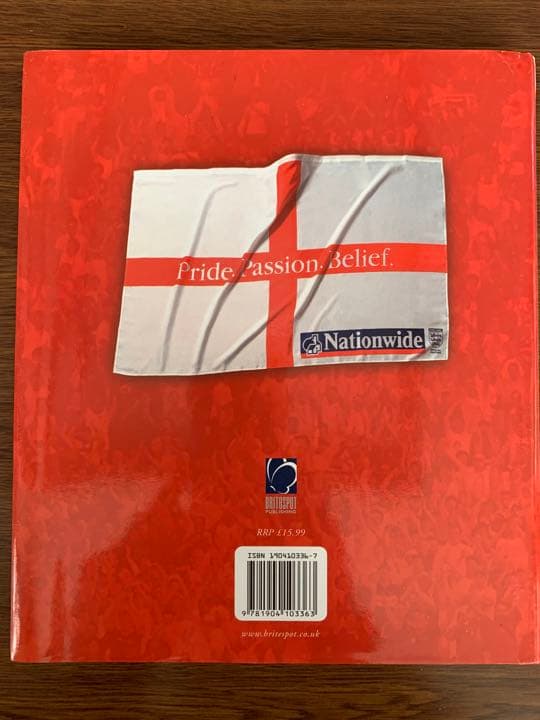 Pride. Passion. Belief.
Nationwide
BRITESPOT
PUBLISHING
RRP £15.99
ISBN 190410336-7
9 781904 103363
www.britespot.co.uk